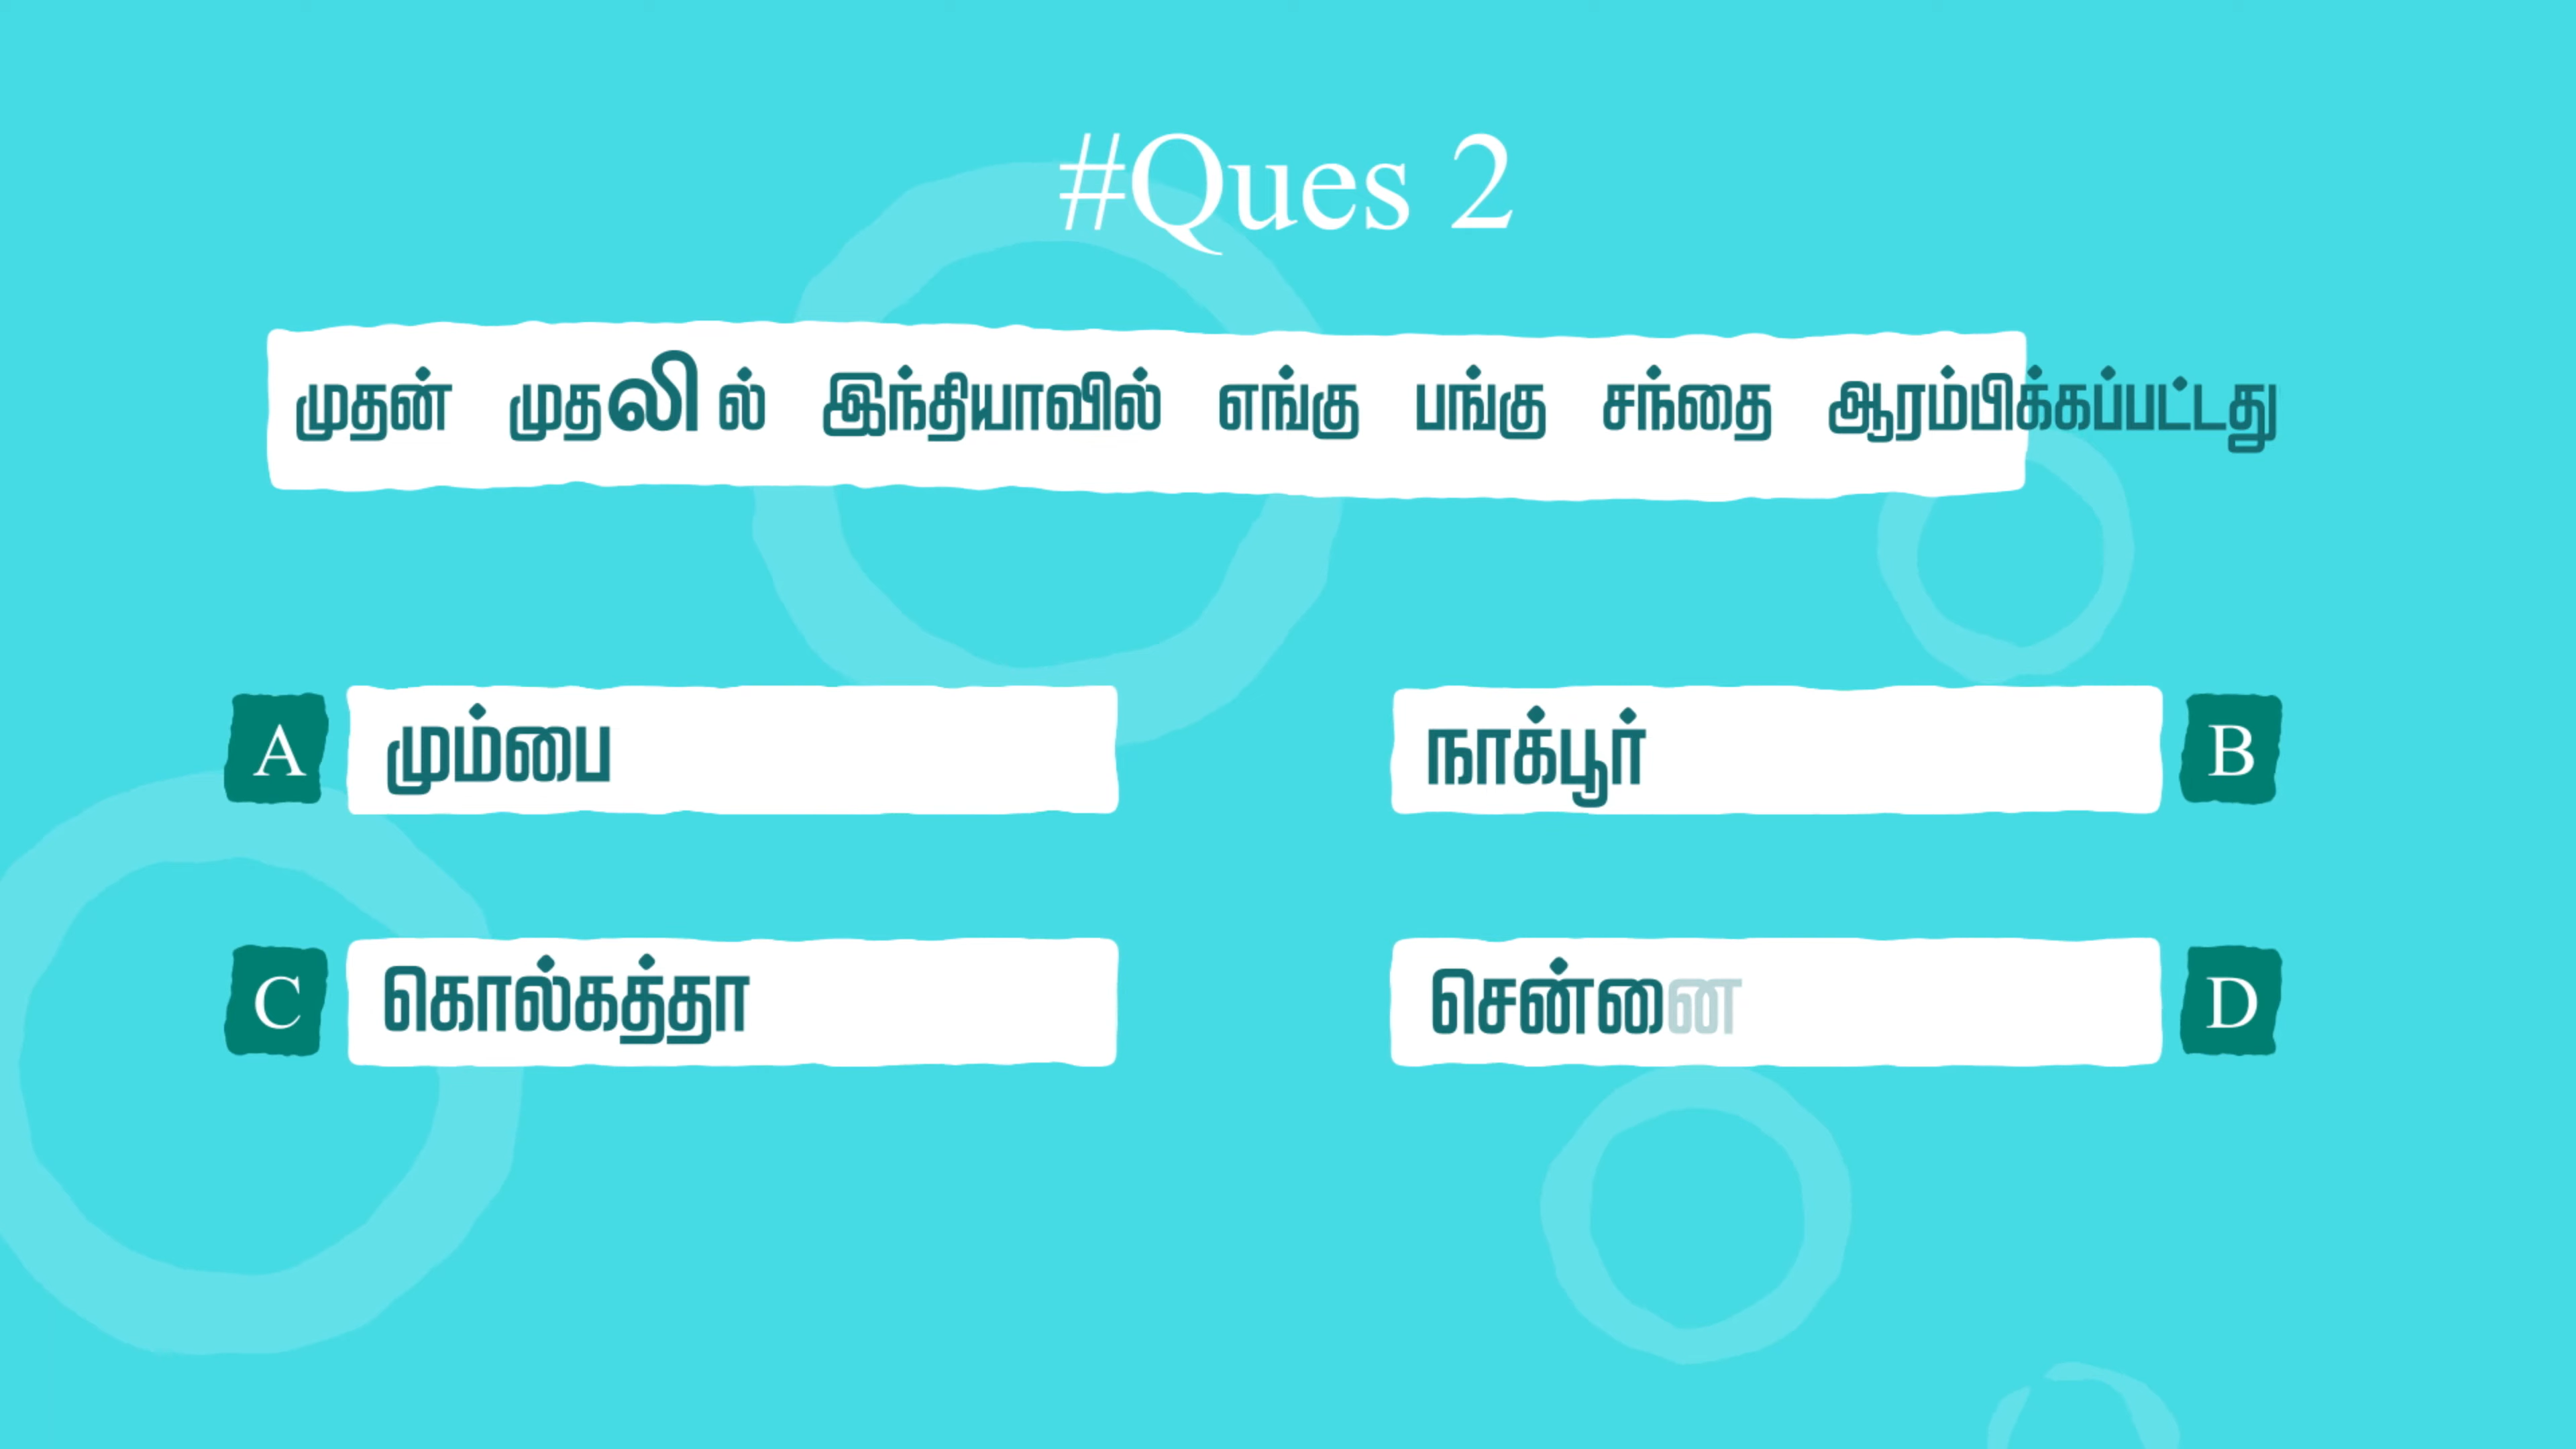 #Ques 2
முதன் முதலி ல் இந்தியாவில் எங்கு பங்கு சந்தை ஆரம்பிக்கப்பட்டது
A மும்பை
நாக்பூர் B
C கொல்கத்தா
சென்னை D